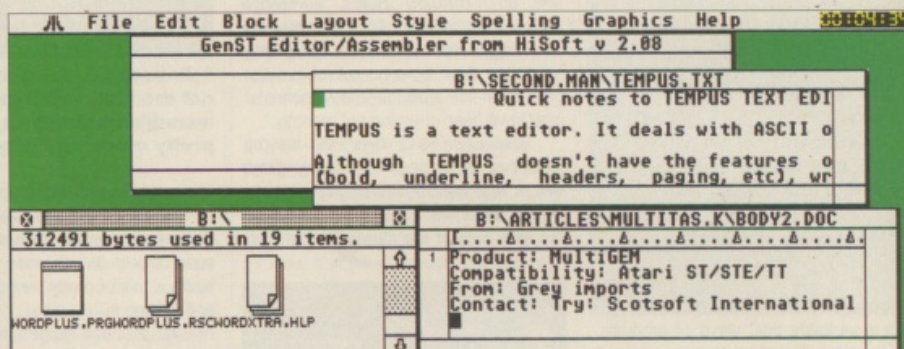 File Edit Block Layout Style Spelling Graphics Help 00:04:34
GenST Editor/Assembler from HiSoft v 2.08
B:\SECOND.MAN\TEMPUS.TXT
Quick notes to TEMPUS TEXT EDI
TEMPUS is a text editor. It deals with ASCII o
Although TEMPUS doesn't have the features o
(bold, underline, headers, paging, etc), wr
B:\
312491 bytes used in 19 items.
WORDPLUS.PRG WORDPLUS.RSC WORDXTRA.HLP
B:\ARTICLES\MULTITAS.K\BODY2.DOC
1 Product: MultiGEM
Compatibility: Atari ST/STE/TT
From: Grey imports
Contact: Try: Scotsoft International